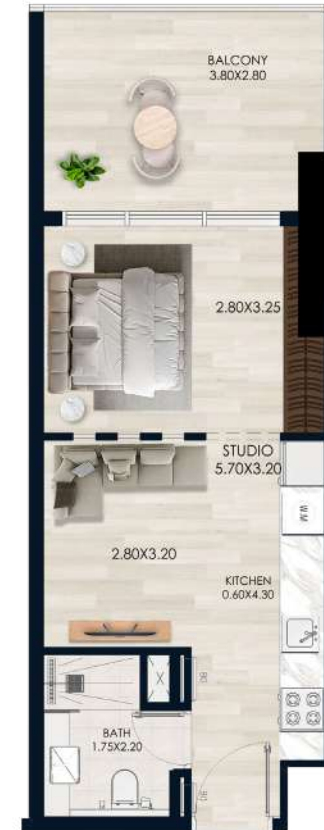 BALCONY
3.80X2.80
2.80X3.25
STUDIO
5.70X3.20
W.M
2.80X3.20
KITCHEN
0.60X4.30
BATH
1.75X2.20